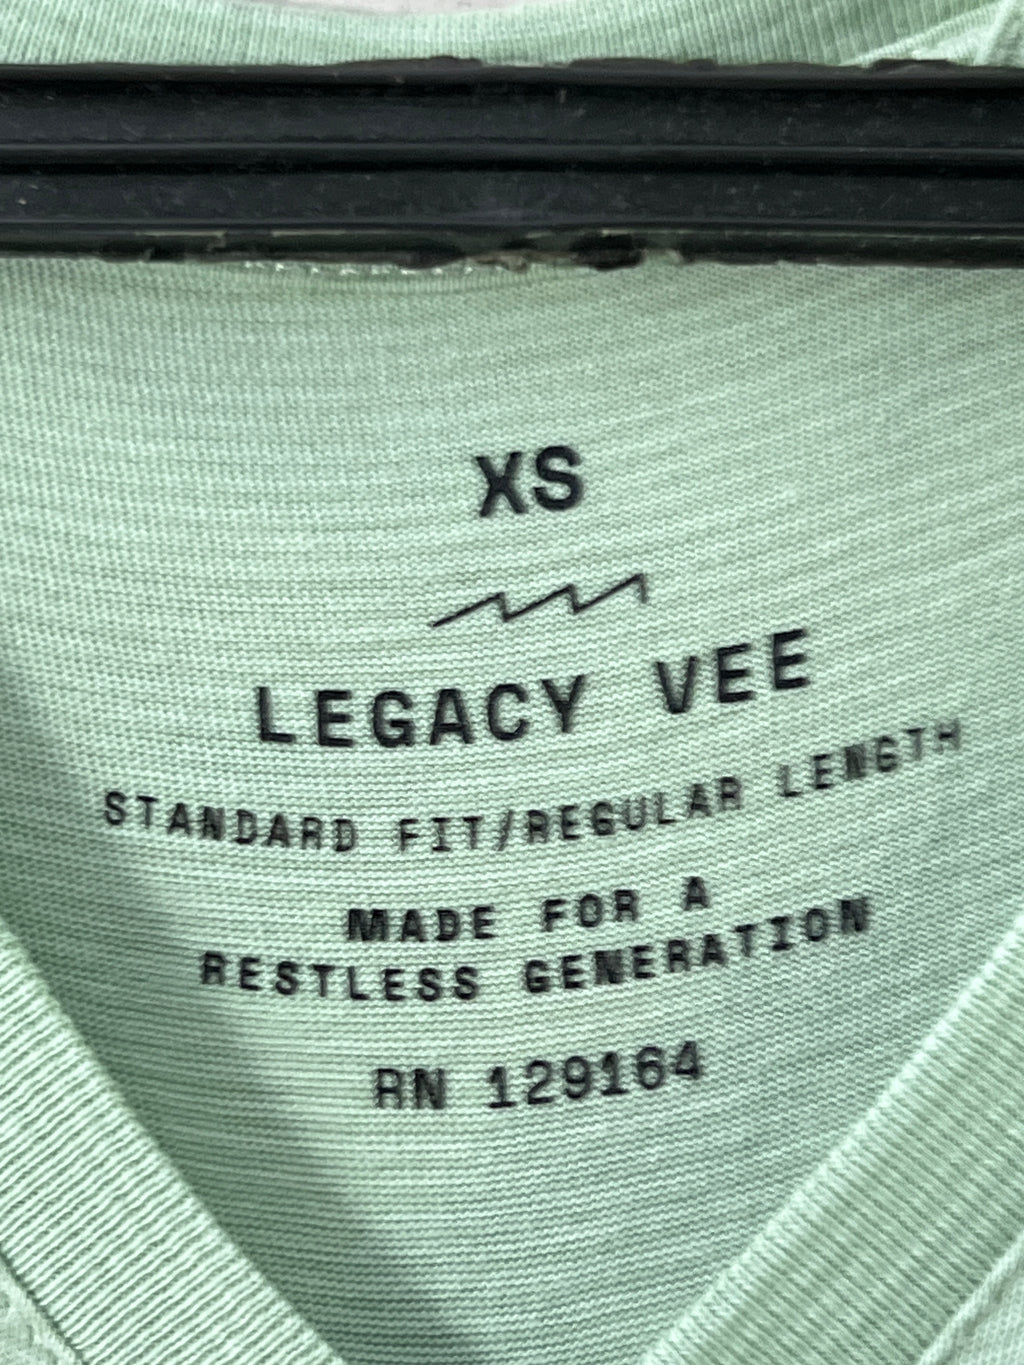 XS
LEGACY VEE
STANDARD FIT/REGULAR LENGTH
MADE FOR A
RESTLESS GENERATION
RN 129164